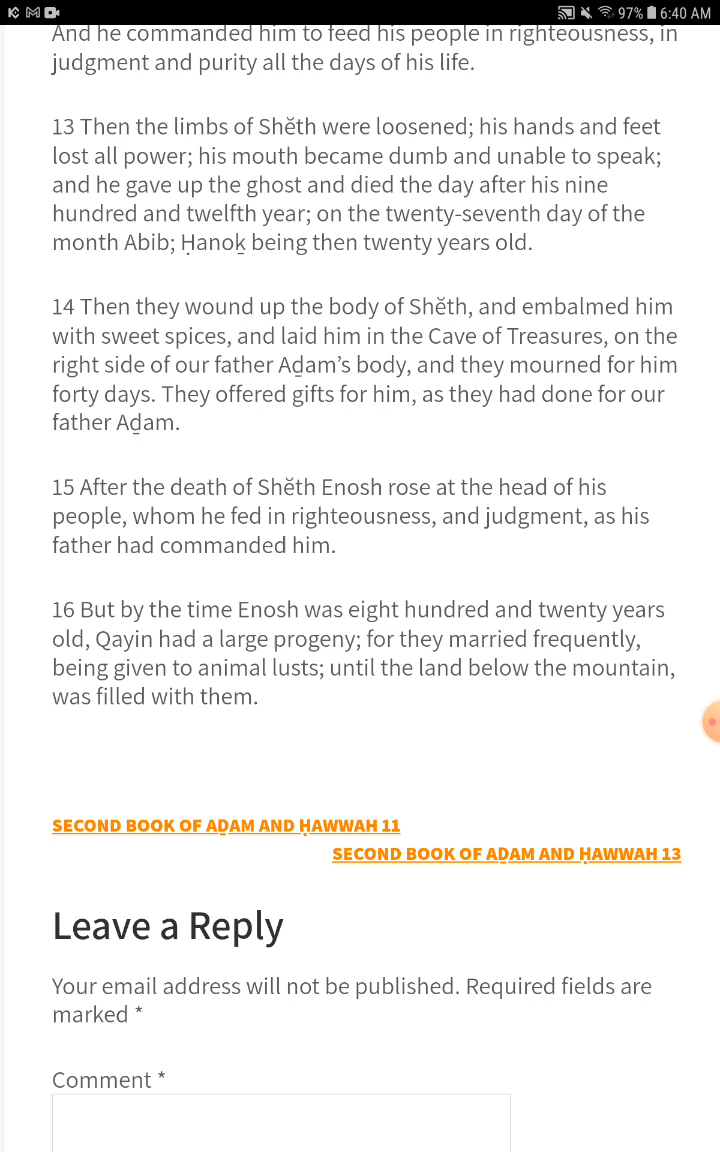 97% 6:40 AM
And he commanded him to feed his people in righteousness, in
judgment and purity all the days of his life.
13 Then the limbs of Shĕth were loosened; his hands and feet
lost all power; his mouth became dumb and unable to speak;
and he gave up the ghost and died the day after his nine
hundred and twelfth year; on the twenty-seventh day of the
month Abib; Ḥanoḵ being then twenty years old.
14 Then they wound up the body of Shĕth, and embalmed him
with sweet spices, and laid him in the Cave of Treasures, on the
right side of our father Aḏam’s body, and they mourned for him
forty days. They offered gifts for him, as they had done for our
father Aḏam.
15 After the death of Shĕth Enosh rose at the head of his
people, whom he fed in righteousness, and judgment, as his
father had commanded him.
16 But by the time Enosh was eight hundred and twenty years
old, Qayin had a large progeny; for they married frequently,
being given to animal lusts; until the land below the mountain,
was filled with them.
SECOND BOOK OF AḎAM AND ḤAWWAH 11
SECOND BOOK OF AḎAM AND ḤAWWAH 13
Leave a Reply
Your email address will not be published. Required fields are
marked *
Comment *